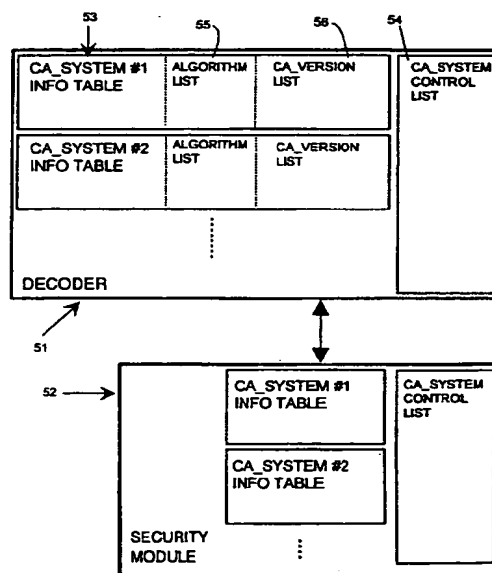 53
55
56
54
CA_SYSTEM #1
INFO TABLE
ALGORITHM
LIST
CA_VERSION
LIST
CA_SYSTEM
CONTROL
LIST
CA_SYSTEM #2
INFO TABLE
ALGORITHM
LIST
CA_VERSION
LIST
DECODER
51
52
CA_SYSTEM #1
INFO TABLE
CA_SYSTEM
CONTROL
LIST
CA_SYSTEM #2
INFO TABLE
SECURITY
MODULE